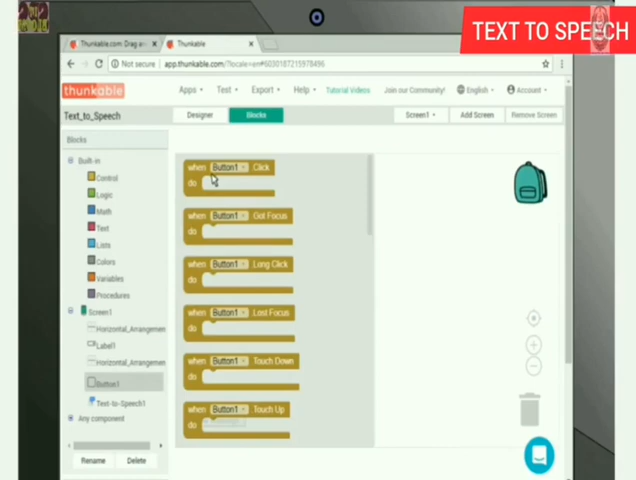 TEXT TO SPEECH
Thunkable.com: Drag an
Thunkable
Not secure | app.thunkable.com/?locale=en#6030187215978496
thunkable
Apps Test Export Help Tutorial Videos Join our Community! English Account
Text_to_Speech Designer Blocks Screen1 Add Screen Remove Screen
Blocks
Built-in
Control
Logic
Math
Text
Lists
Colors
Variables
Procedures
Screen1
Horizontal_Arrangemen
Label1
Horizontal_Arrangemen
Button1
Text-to-Speech1
Any component
Rename Delete
when Button1 Click
do
when Button1 Got Focus
do
when Button1 Long Click
do
when Button1 Lost Focus
do
when Button1 Touch Down
do
when Button1 Touch Up
do